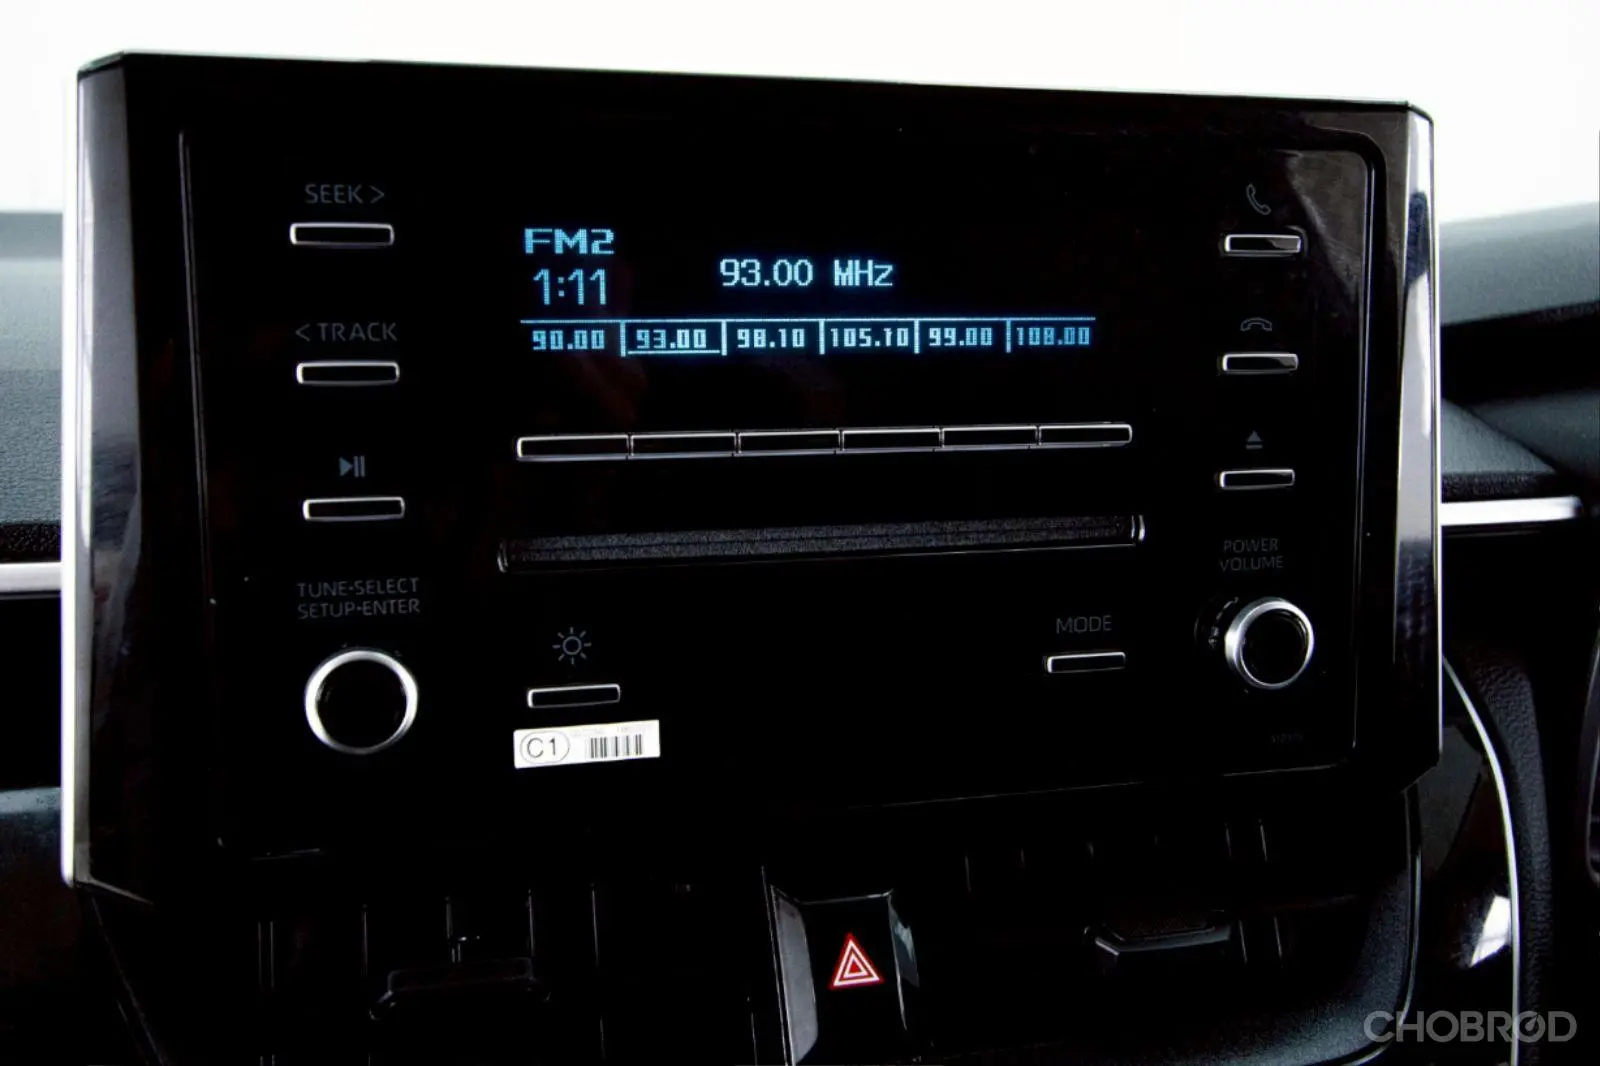 SEEK >
< TRACK
TUNE•SELECT
SETUP•ENTER
FM2
1:11
93.00 MHz
90.00 93.00 98.10 105.10 99.00 108.00
C1
MODE
POWER
VOLUME
CHOBROD